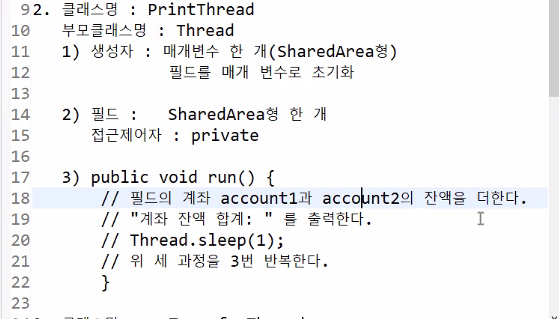 9 2. 클래스명 : PrintThread
10 부모클래스명 : Thread
11 1) 생성자 : 매개변수 한 개(SharedArea형)
12 필드를 매개 변수로 초기화
13
14 2) 필드 : SharedArea형 한 개
15 접근제어자 : private
16
17 3) public void run() {
18 // 필드의 계좌 account1과 account2의 잔액을 더한다.
19 // "계좌 잔액 합계: " 를 출력한다.
20 // Thread.sleep(1);
21 // 위 세 과정을 3번 반복한다.
22 }
23